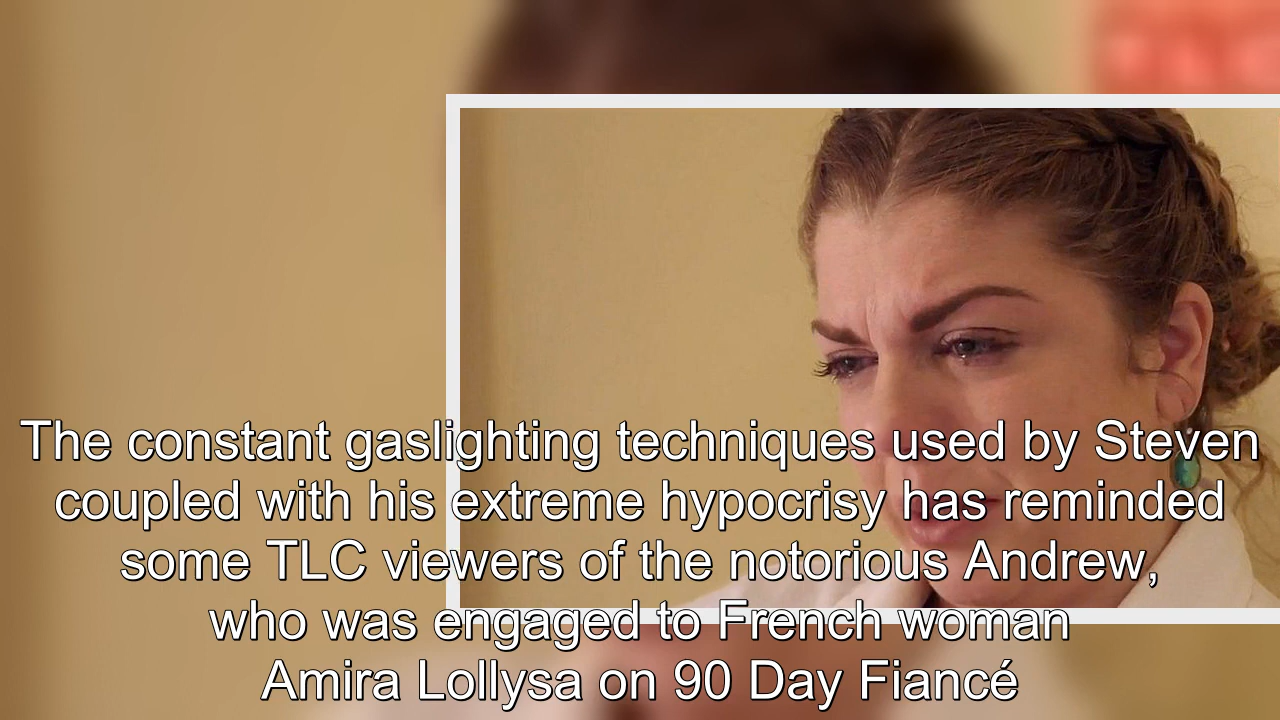 The constant gaslighting techniques used by Steven
coupled with his extreme hypocrisy has reminded
some TLC viewers of the notorious Andrew,
who was engaged to French woman
Amira Lollysa on 90 Day Fiancé